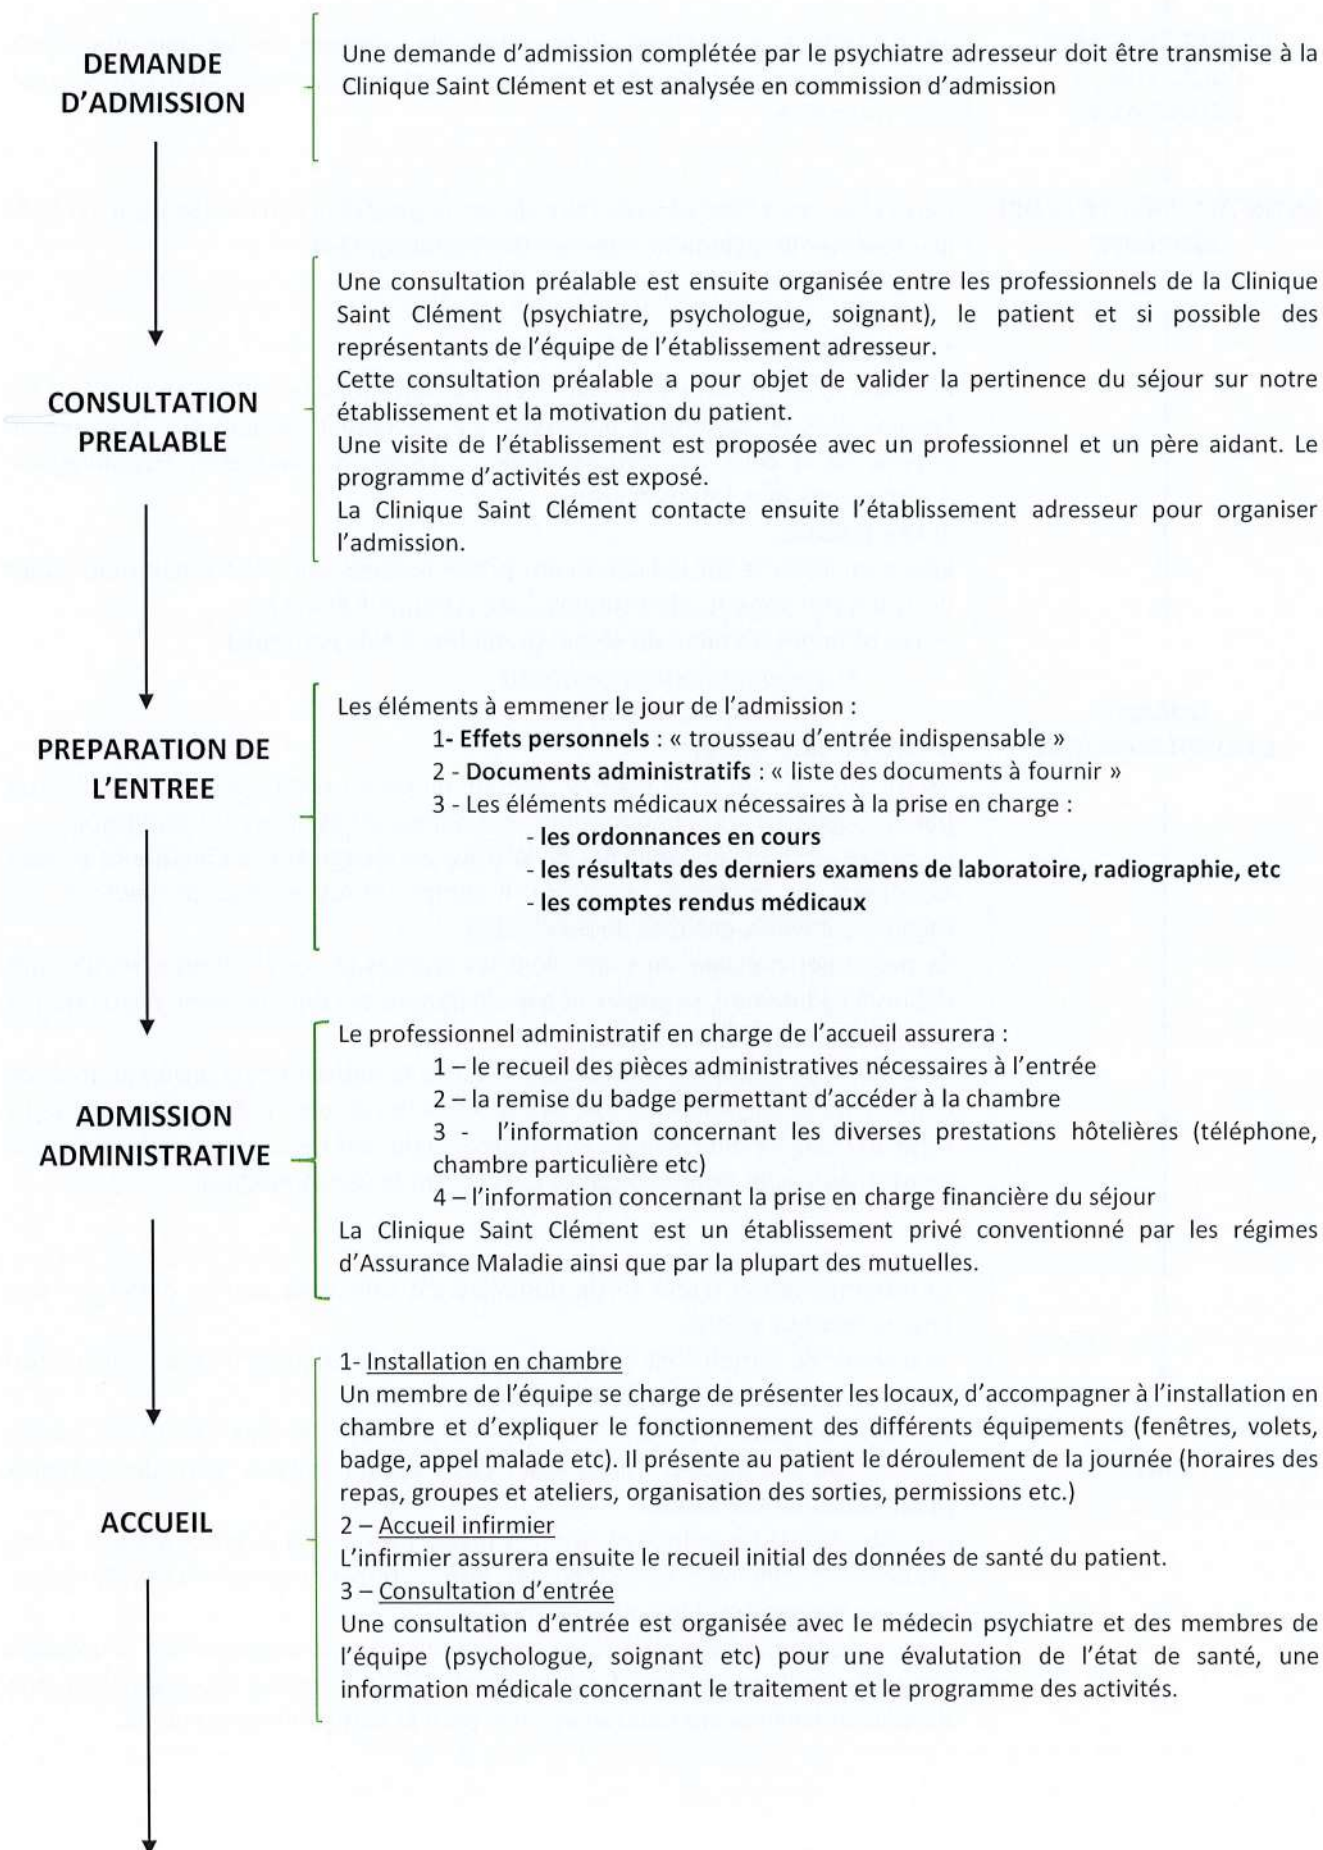 DEMANDE
D'ADMISSION
Une demande d'admission complétée par le psychiatre adresseur doit être transmise à la
Clinique Saint Clément et est analysée en commission d'admission
CONSULTATION
PREALABLE
Une consultation préalable est ensuite organisée entre les professionnels de la Clinique
Saint Clément (psychiatre, psychologue, soignant), le patient et si possible des
représentants de l'équipe de l'établissement adresseur.
Cette consultation préalable a pour objet de valider la pertinence du séjour sur notre
établissement et la motivation du patient.
Une visite de l'établissement est proposée avec un professionnel et un père aidant. Le
programme d'activités est exposé.
La Clinique Saint Clément contacte ensuite l'établissement adresseur pour organiser
l'admission.
PREPARATION DE
L'ENTREE
Les éléments à emmener le jour de l'admission :
1- Effets personnels : « trousseau d'entrée indispensable »
2 - Documents administratifs : « liste des documents à fournir »
3 - Les éléments médicaux nécessaires à la prise en charge :
- les ordonnances en cours
- les résultats des derniers examens de laboratoire, radiographie, etc
- les comptes rendus médicaux
ADMISSION
ADMINISTRATIVE
Le professionnel administratif en charge de l'accueil assurera :
1 – le recueil des pièces administratives nécessaires à l'entrée
2 – la remise du badge permettant d'accéder à la chambre
3 - l'information concernant les diverses prestations hôtelières (téléphone,
chambre particulière etc)
4 – l'information concernant la prise en charge financière du séjour
La Clinique Saint Clément est un établissement privé conventionné par les régimes
d'Assurance Maladie ainsi que par la plupart des mutuelles.
ACCUEIL
1- Installation en chambre
Un membre de l'équipe se charge de présenter les locaux, d'accompagner à l'installation en
chambre et d'expliquer le fonctionnement des différents équipements (fenêtres, volets,
badge, appel malade etc). Il présente au patient le déroulement de la journée (horaires des
repas, groupes et ateliers, organisation des sorties, permissions etc.)
2 – Accueil infirmier
L'infirmier assurera ensuite le recueil initial des données de santé du patient.
3 – Consultation d'entrée
Une consultation d'entrée est organisée avec le médecin psychiatre et des membres de
l'équipe (psychologue, soignant etc) pour une évalutation de l'état de santé, une
information médicale concernant le traitement et le programme des activités.